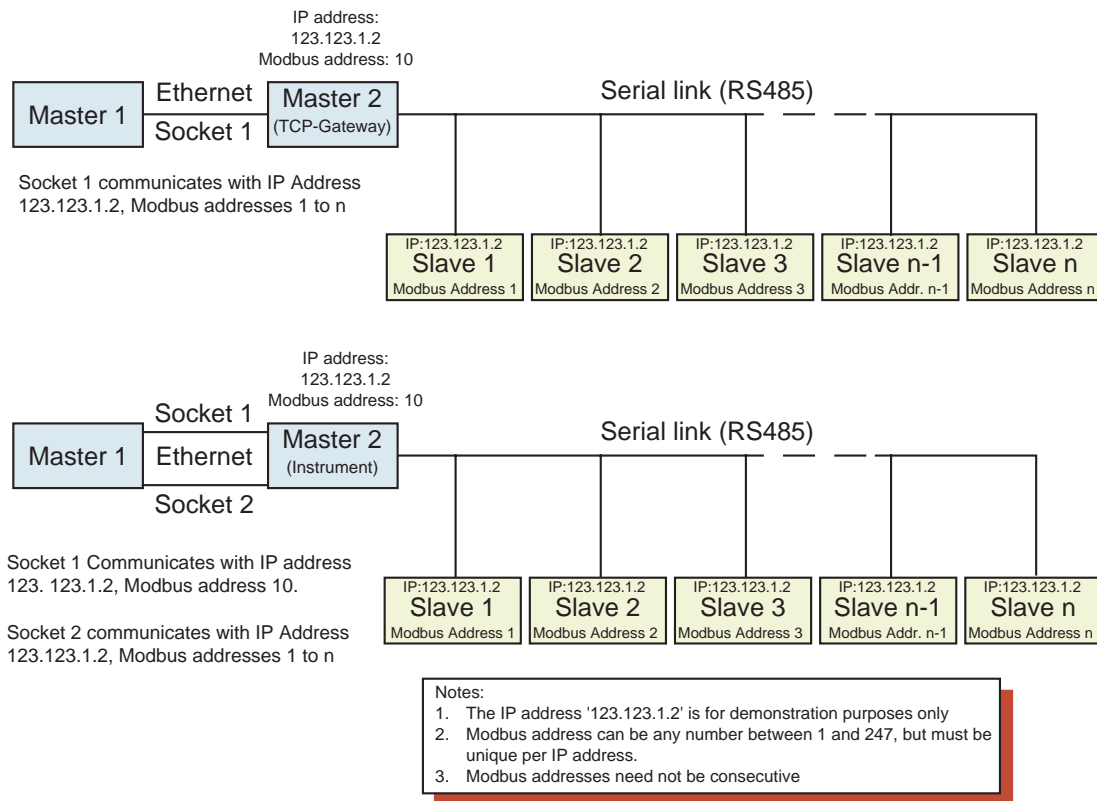 IP address:
123.123.1.2
Modbus address: 10
Master 1
Ethernet
Socket 1
Master 2
(TCP-Gateway)
Serial link (RS485)
Socket 1 communicates with IP Address
123.123.1.2, Modbus addresses 1 to n
IP:123.123.1.2
Slave 1
Modbus Address 1
IP:123.123.1.2
Slave 2
Modbus Address 2
IP:123.123.1.2
Slave 3
Modbus Address 3
IP:123.123.1.2
Slave n-1
Modbus Addr. n-1
IP:123.123.1.2
Slave n
Modbus Address n
IP address:
123.123.1.2
Modbus address: 10
Master 1
Socket 1
Ethernet
Socket 2
Master 2
(Instrument)
Serial link (RS485)
Socket 1 Communicates with IP address
123. 123.1.2, Modbus address 10.
Socket 2 communicates with IP Address
123.123.1.2, Modbus addresses 1 to n
IP:123.123.1.2
Slave 1
Modbus Address 1
IP:123.123.1.2
Slave 2
Modbus Address 2
IP:123.123.1.2
Slave 3
Modbus Address 3
IP:123.123.1.2
Slave n-1
Modbus Addr. n-1
IP:123.123.1.2
Slave n
Modbus Address n
Notes:
1. The IP address '123.123.1.2' is for demonstration purposes only
2. Modbus address can be any number between 1 and 247, but must be
unique per IP address.
3. Modbus addresses need not be consecutive